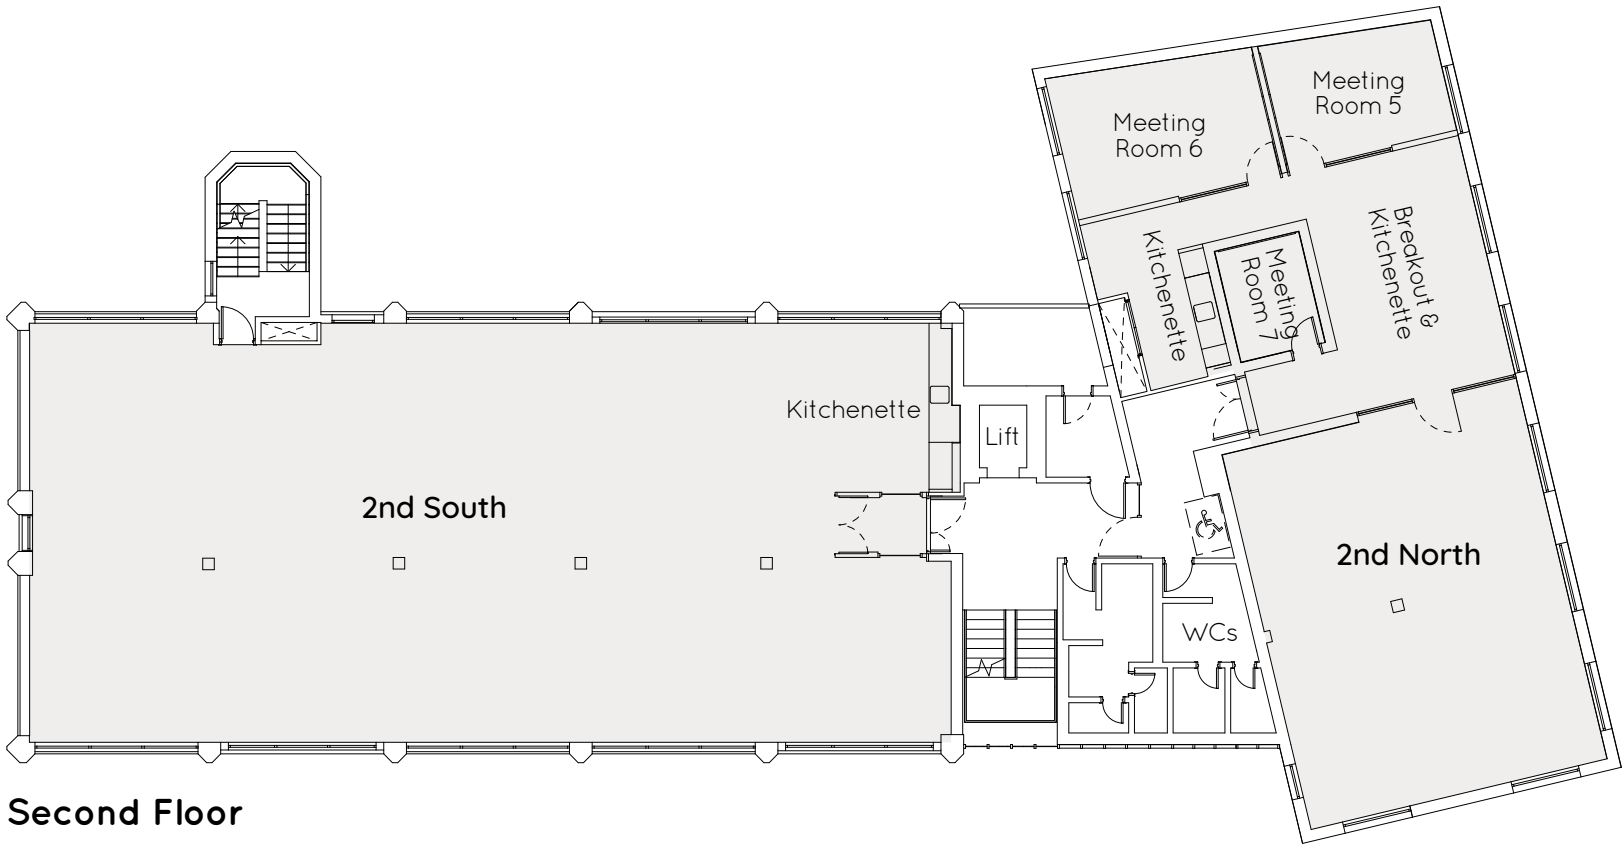 Meeting
Room 5
Meeting
Room 6
Breakout &
Kitchenette
Kitchenette
Meeting
Room 7
Kitchenette
Lift
2nd South
2nd North
WCs
Second Floor